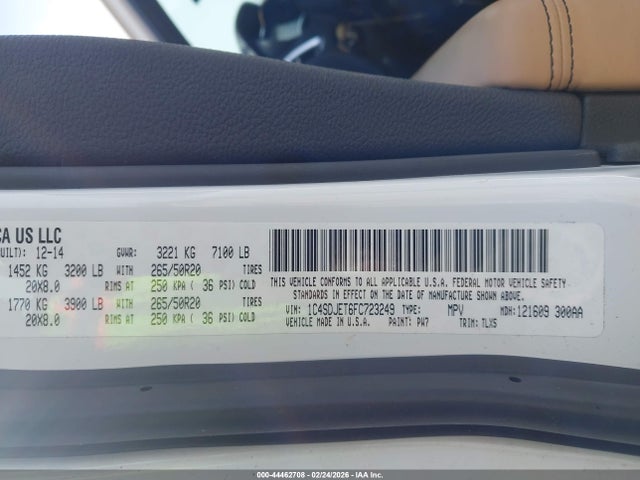 CA US LLC
UILT): 12-14 GVWR: 3221 KG 7100 LB
1452 KG 3200 LB WITH 265/50R20 TIRES
20X8.0 RIMS AT 250 KPA ( 36 PSI) COLD
1770 KG 3900 LB WITH 265/50R20 TIRES
20X8.0 RIMS AT 250 KPA ( 36 PSI) COLD
THIS VEHICLE CONFORMS TO ALL APPLICABLE U.S.A. FEDERAL MOTOR VEHICLE SAFETY
STANDARDS IN EFFECT ON THE DATE OF MANUFACTURE SHOWN ABOVE.
VIN: 1C4SDJET6FC723249 TYPE: MPV MDH: 121609 300AA
VEHICLE MADE IN U.S.A. PAINT: PW7 TRIM: TLXS
000-44462708 - 02/24/2026 - IAAI.com